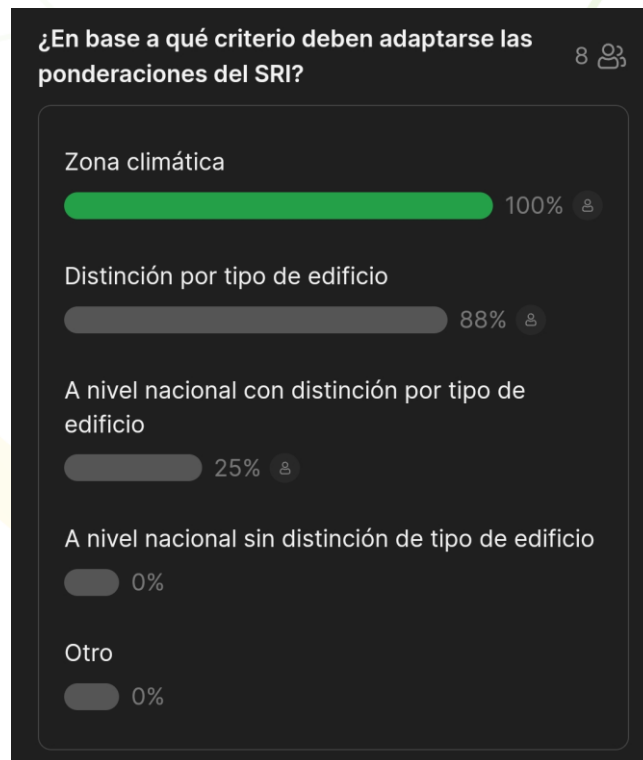 ¿En base a qué criterio deben adaptarse las
ponderaciones del SRI?
8
Zona climática
100%
Distinción por tipo de edificio
88%
A nivel nacional con distinción por tipo de
edificio
25%
A nivel nacional sin distinción de tipo de edificio
0%
Otro
0%